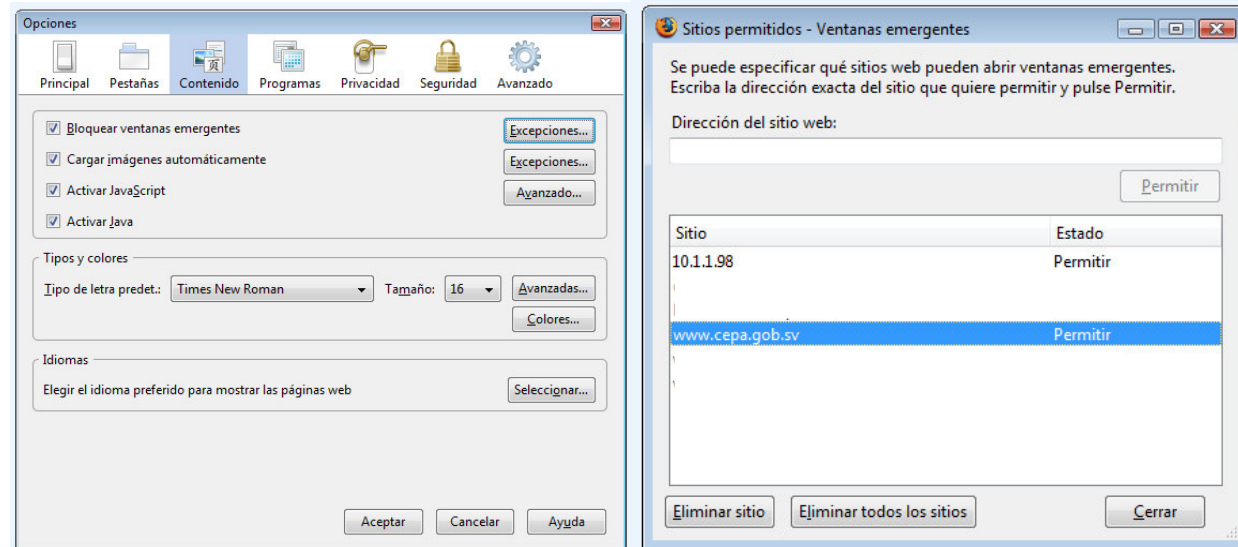 Opciones
Principal Pestañas Contenido Programas Privacidad Seguridad Avanzado
Bloquear ventanas emergentes Excepciones...
Cargar imágenes automáticamente Excepciones...
Activar JavaScript Avanzado...
Activar Java
Tipos y colores
Tipo de letra predet.: Times New Roman Tamaño: 16 Avanzadas...
Colores...
Idiomas
Elegir el idioma preferido para mostrar las páginas web Seleccionar...
Aceptar Cancelar Ayuda
Sitios permitidos - Ventanas emergentes
Se puede especificar qué sitios web pueden abrir ventanas emergentes.
Escriba la dirección exacta del sitio que quiere permitir y pulse Permitir.
Dirección del sitio web:
Permitir
Sitio Estado
10.1.1.98 Permitir
www.cepa.gob.sv Permitir
Eliminar sitio Eliminar todos los sitios Cerrar